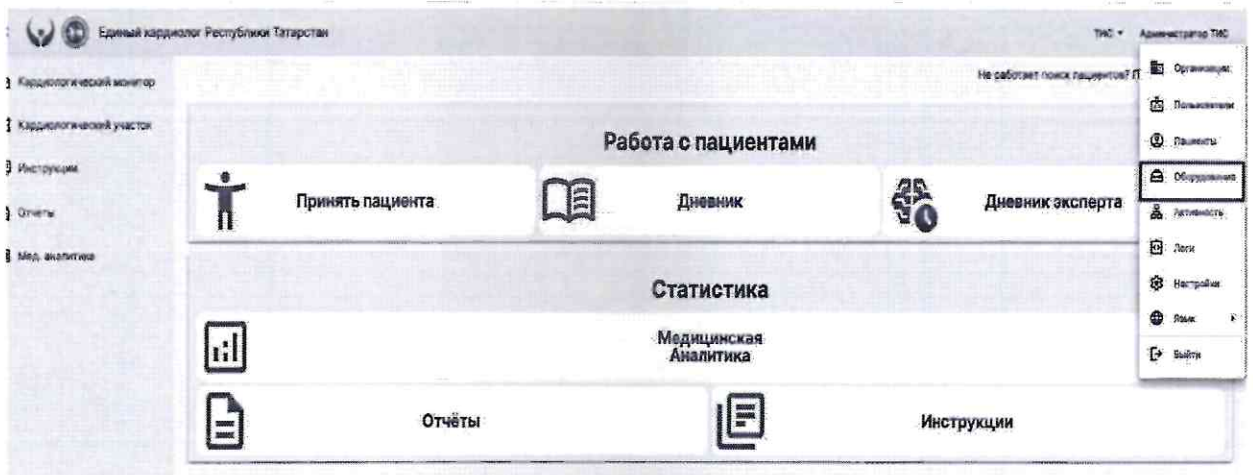 Единый кардиолог Республики Татарстан
ТИС
Администратор ТИС
Кардиологический монитор
Кардиологический участок
Инструкции
Отчёты
Мед. аналитика
Не работает поиск пациентов?
Работа с пациентами
Принять пациента
Дневник
Дневник эксперта
Статистика
Медицинская
Аналитика
Отчёты
Инструкции
Организации
Пользователи
Пациенты
Оборудование
Активность
Логи
Настройки
Язык
Выйти